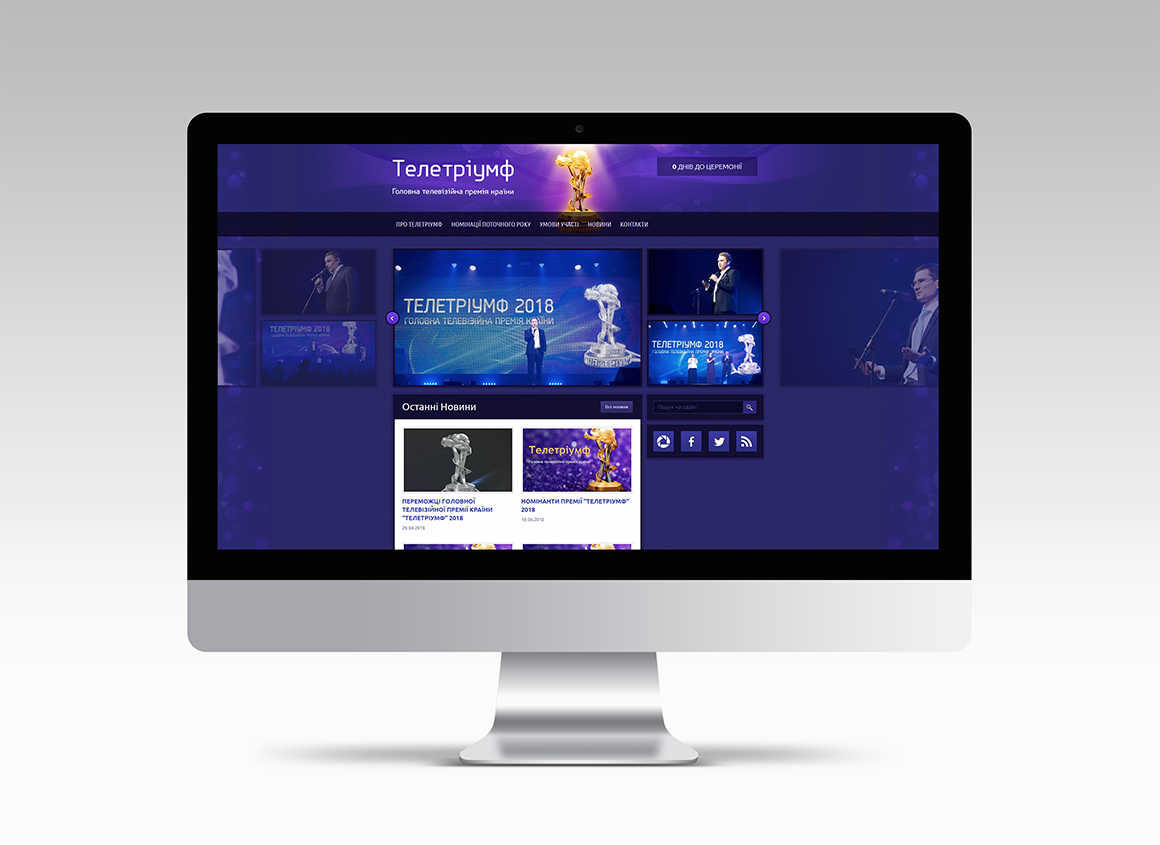 Телетріумф
Головна телевізійна премія країни
0 ДНІВ ДО ЦЕРЕМОНІЇ
ПРО ТЕЛЕТРІУМФ НОМІНАЦІЇ ПОТОЧНОГО РОКУ УМОВИ УЧАСТІ НОВИНИ КОНТАКТИ
ТЕЛЕТРІУМФ 2018
ТЕЛЕТРІУМФ 2018
ГОЛОВНА ТЕЛЕВІЗІЙНА ПРЕМІЯ КРАЇНИ
ТЕЛЕТРІУМФ
ТЕЛЕТРІУМФ 2018
ГОЛОВНА ТЕЛЕВІЗІЙНА ПРЕМІЯ КРАЇНИ
Останні Новини
Всі новини
Пошук на сайті
Телетріумф
Головна телевізійна премія країни
ПЕРЕМОЖЦІ ГОЛОВНОЇ
ТЕЛЕВІЗІЙНОЇ ПРЕМІЇ КРАЇНИ
"ТЕЛЕТРІУМФ" 2018
26.04.2018
НОМІНАНТИ ПРЕМІЇ "ТЕЛЕТРІУМФ"
2018
19.04.2018